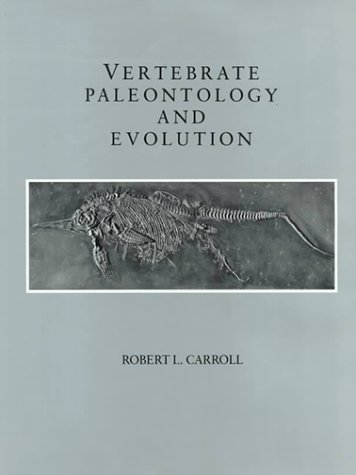 VERTEBRATE
PALEONTOLOGY
AND
EVOLUTION
ROBERT L. CARROLL